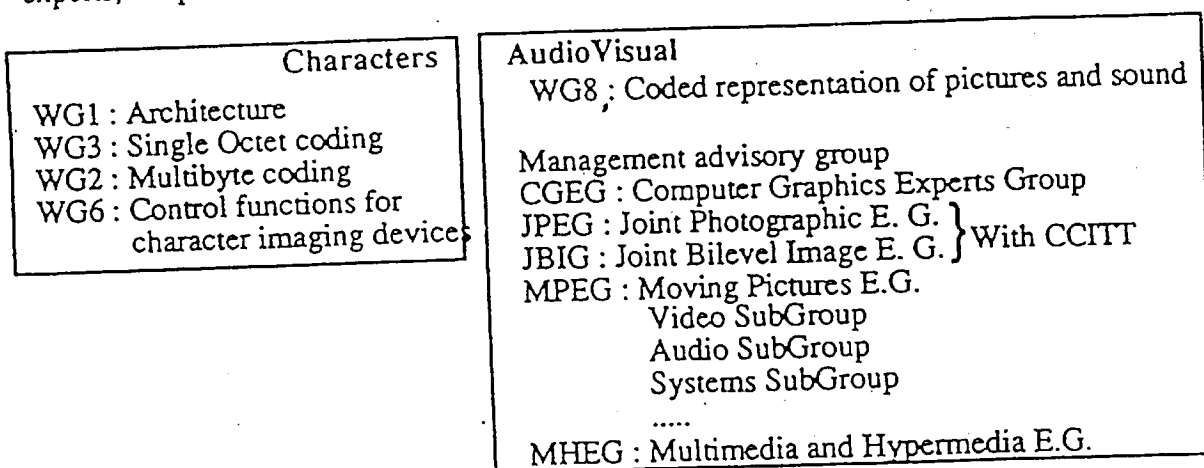 Characters
WG1 : Architecture
WG3 : Single Octet coding
WG2 : Multibyte coding
WG6 : Control functions for
character imaging devices
AudioVisual
WG8 : Coded representation of pictures and sound
Management advisory group
CGEG : Computer Graphics Experts Group
JPEG : Joint Photographic E. G.
JBIG : Joint Bilevel Image E. G.
With CCITT
MPEG : Moving Pictures E.G.
Video SubGroup
Audio SubGroup
Systems SubGroup
.....
MHEG : Multimedia and Hypermedia E.G.